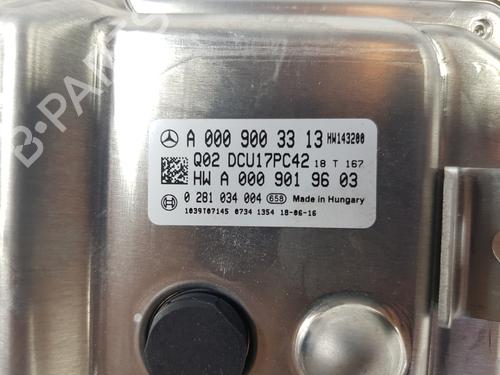 A 000 900 33 13 HW143200
Q02 DCU17PC42 18 T 167
HW A 000 901 96 03
0 281 034 004 658 Made in Hungary
1039T07145 0734 1354 18-06-16
B-PARTS